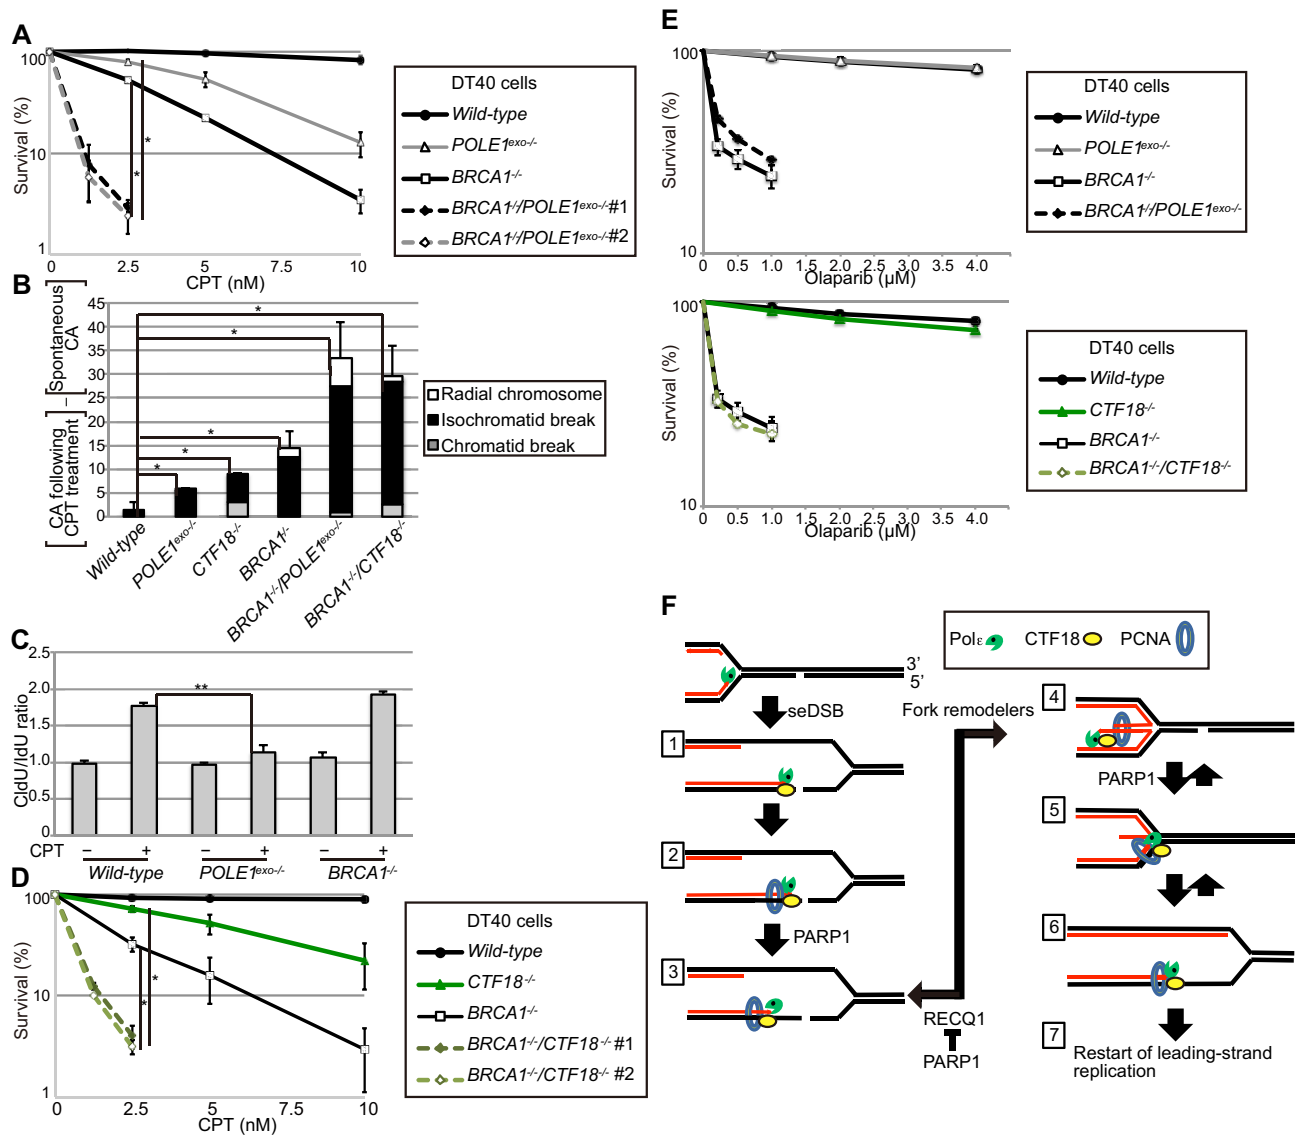 A
100
10
1
Survival (%)
0
2.5
5
7.5
10
CPT (nM)
*
*
DT40 cells
Wild-type
POLE1exo-/-
BRCA1-/-
BRCA1-/-/POLE1exo-/-#1
BRCA1-/-/POLE1exo-/-#2
B
CA following CPT treatment
–
Spontaneous CA
45
40
35
30
25
20
15
10
5
0
*
*
*
*
*
Radial chromosome
Isochromatid break
Chromatid break
Wild-type
POLE1exo-/-
CTF18-/-
BRCA1-/-
BRCA1-/-/POLE1exo-/-
BRCA1-/-/CTF18-/-
C
CldU/IdU ratio
2.5
2.0
1.5
1.0
0.5
0
**
CPT
– + – + – +
Wild-type
POLE1exo-/-
BRCA1-/-
D
100
10
1
Survival (%)
0
2.5
5
7.5
10
CPT (nM)
*
*
DT40 cells
Wild-type
CTF18-/-
BRCA1-/-
BRCA1-/-/CTF18-/- #1
BRCA1-/-/CTF18-/- #2
E
100
10
Survival (%)
0 0.5 1.0 1.5 2.0 2.5 3.0 3.5 4.0
Olaparib (µM)
DT40 cells
Wild-type
POLE1exo-/-
BRCA1-/-
BRCA1-/-/POLE1exo-/-
100
10
Survival (%)
0 0.5 1.0 1.5 2.0 2.5 3.0 3.5 4.0
Olaparib (µM)
DT40 cells
Wild-type
CTF18-/-
BRCA1-/-
BRCA1-/-/CTF18-/-
F
Polε
CTF18
PCNA
3’
5’
seDSB
1
2
PARP1
3
RECQ1
PARP1
Fork remodelers
4
PARP1
5
6
7
Restart of leading-strand
replication